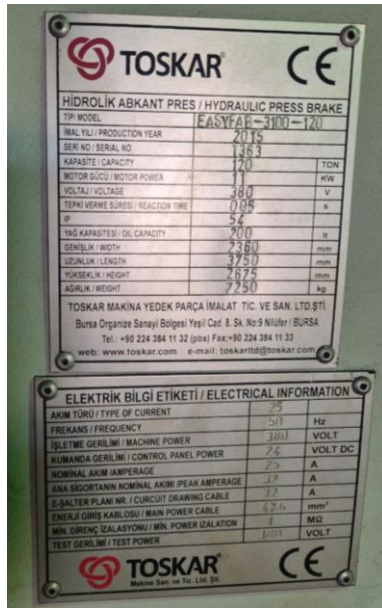 TOSKAR CE
HİDROLİK ABKANT PRES / HYDRAULIC PRESS BRAKE
TİPİ MODEL EASYFAB-3100-120
İMAL YILI / PRODUCTION YEAR 2015
SERİ NO / SERIAL NO 1363
KAPASİTE / CAPACITY 120 TON
MOTOR GÜCÜ / MOTOR POWER 11 KW
VOLTAJ / VOLTAGE 380 V
TEPKİ VERME SÜRESİ / REACTION TIME 0.05 s
IP 54
YAĞ KAPASİTESİ / OIL CAPACITY 200 lt
GENİŞLİK / WIDTH 2360 mm
UZUNLUK / LENGTH 3750 mm
YÜKSEKLİK / HEIGHT 2675 mm
AĞIRLIK / WEIGHT 7250 kg
TOSKAR MAKİNA YEDEK PARÇA İMALAT TİC. VE SAN. LTD.ŞTİ.
Bursa Organize Sanayi Bölgesi Yeşil Cad. 8. Sk. No:9 Nilüfer / BURSA
Tel.: +90 224 384 11 32 (pbx) Fax:+90 224 384 11 33
web: www.toskar.com e-mail: toskarltd@toskar.com
ELEKTRİK BİLGİ ETİKETİ / ELECTRICAL INFORMATION
AKIM TÜRÜ / TYPE OF CURRENT 25
FREKANS / FREQUENCY 50 Hz
İŞLETME GERİLİMİ / MACHINE POWER 380 VOLT
KUMANDA GERİLİMİ / CONTROL PANEL POWER 24 VOLT DC
NOMİNAL AKIM /AMPERAGE 25 A
ANA SİGORTANIN NOMİNAL AKIMI /PEAK AMPERAGE 32 A
E-ŞALTER PLANI NR. / CURCUIT DRAWING CABLE 32 A
ENERJİ GİRİŞ KABLOSU / MAIN POWER CABLE mm²
MİN. DİRENÇ İZALASYONU / MİN. POWER IZALATION 1 MΩ
TEST GERİLİMİ / TEST POWER VOLT
TOSKAR CE
Makine San. ve Tic. Ltd. Şti.